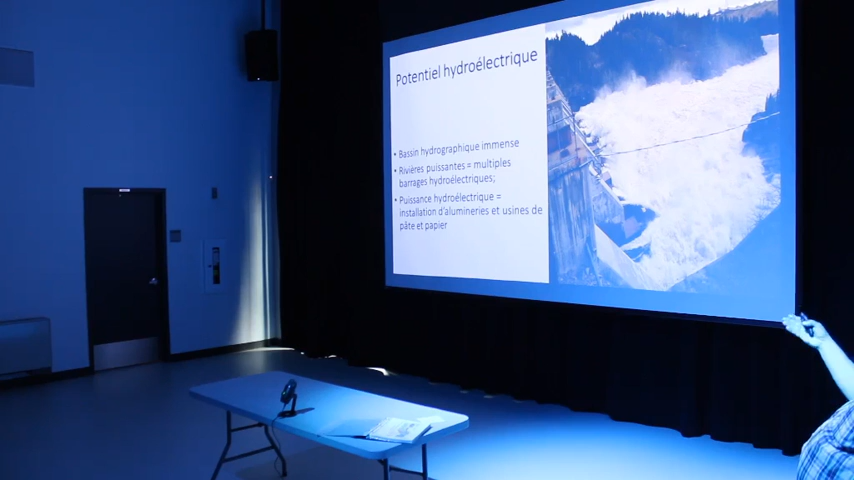 Potentiel hydroélectrique
• Bassin hydrographique immense
• Rivières puissantes = multiples
barrages hydroélectriques;
• Puissance hydroélectrique =
installation d'alumineries et usines de
pâte et papier